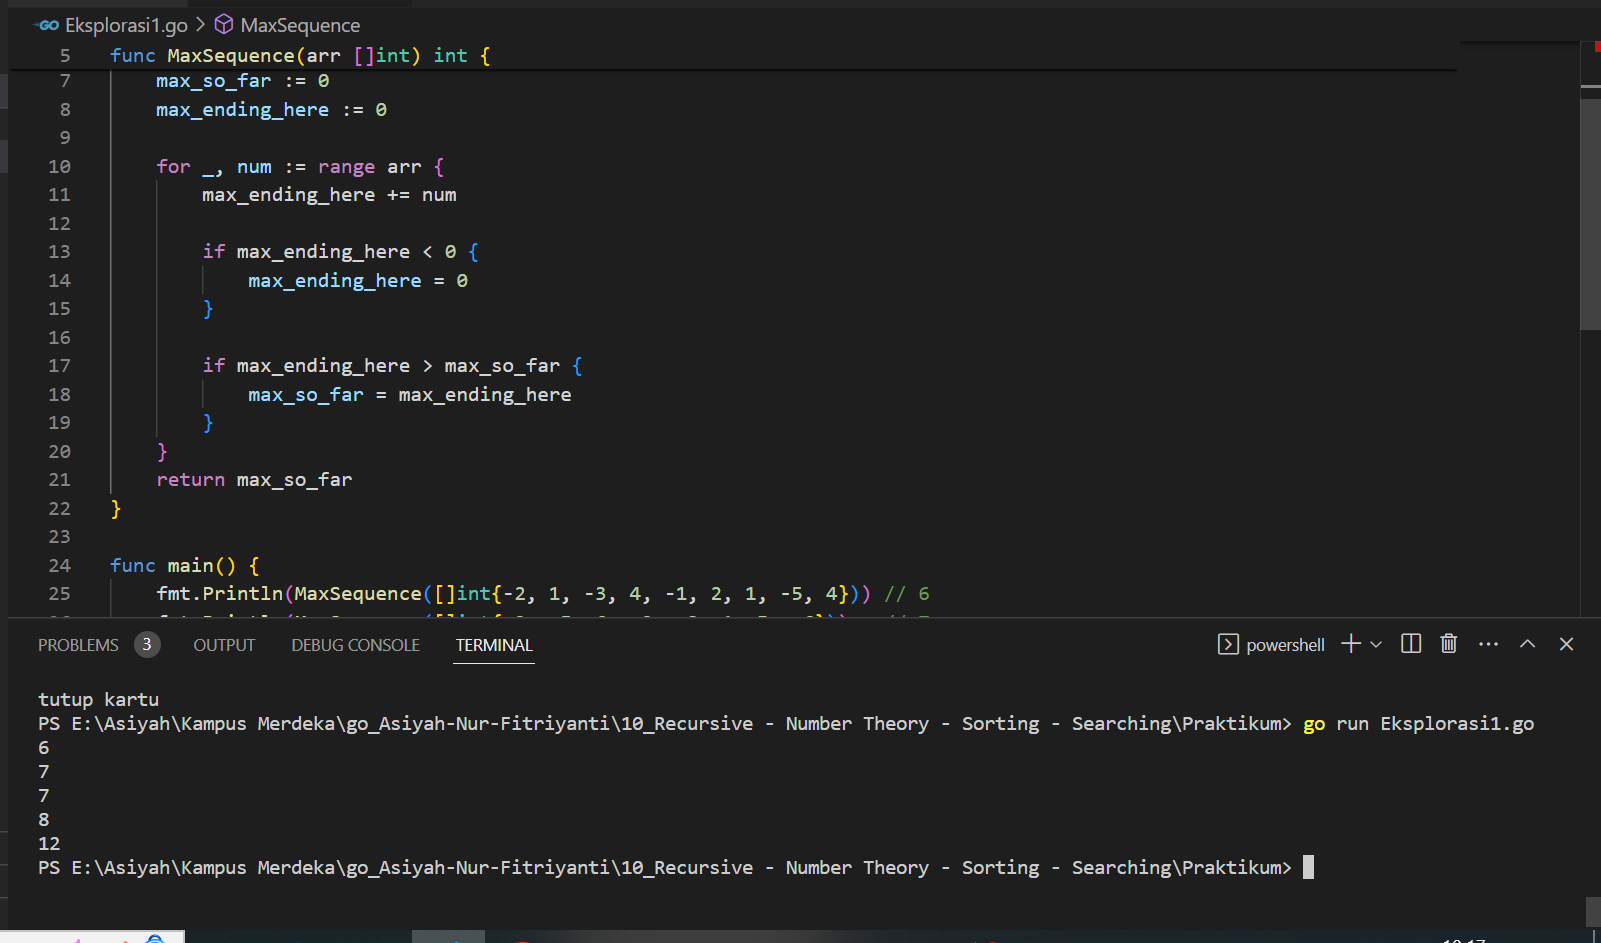 GO Eksplorasi1.go > MaxSequence
5 func MaxSequence(arr []int) int {
7 max_so_far := 0
8 max_ending_here := 0
9
10 for _, num := range arr {
11 max_ending_here += num
12
13 if max_ending_here < 0 {
14 max_ending_here = 0
15 }
16
17 if max_ending_here > max_so_far {
18 max_so_far = max_ending_here
19 }
20 }
21 return max_so_far
22 }
23
24 func main() {
25 fmt.Println(MaxSequence([]int{-2, 1, -3, 4, -1, 2, 1, -5, 4})) // 6
PROBLEMS 3 OUTPUT DEBUG CONSOLE TERMINAL powershell
tutup kartu
PS E:\Asiyah\Kampus Merdeka\go_Asiyah-Nur-Fitriyanti\10_Recursive - Number Theory - Sorting - Searching\Praktikum> go run Eksplorasi1.go
6
7
7
8
12
PS E:\Asiyah\Kampus Merdeka\go_Asiyah-Nur-Fitriyanti\10_Recursive - Number Theory - Sorting - Searching\Praktikum>